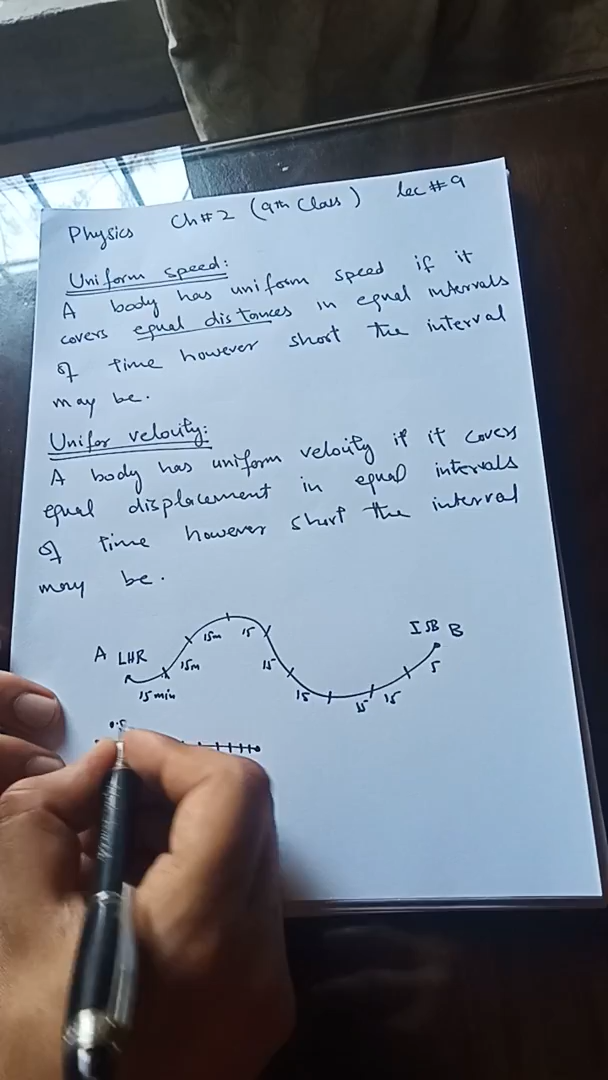 Physics Ch#2 (9th Class) lec#9
Uniform speed:
A body has uniform speed if it
covers equal distances in equal intervals
of time however short the interval
may be.
Unifor velocity:
A body has uniform velocity if it covers
equal displacement in equal intervals
of time however short the interval
may be.
A LHR
15min
15m
15m
15
15
15
15
15
5
ISB B
0.5